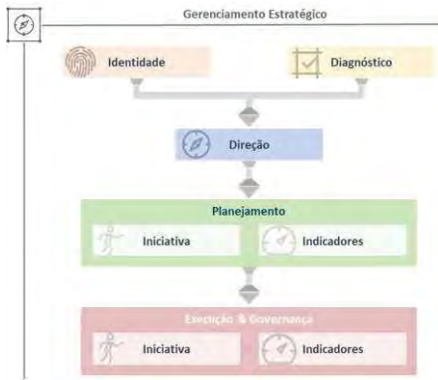 Gerenciamento Estratégico
Identidade
Diagnóstico
Direção
Planejamento
Iniciativa
Indicadores
Execução & Governança
Iniciativa
Indicadores